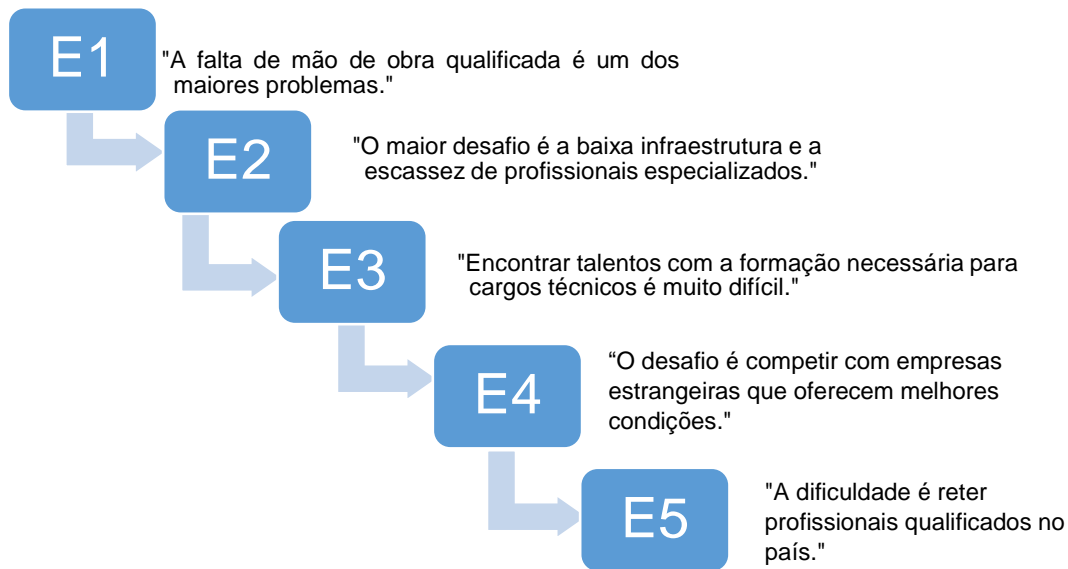 E1
"A falta de mão de obra qualificada é um dos
maiores problemas."
E2
"O maior desafio é a baixa infraestrutura e a
escassez de profissionais especializados."
E3
"Encontrar talentos com a formação necessária para
cargos técnicos é muito difícil."
E4
“O desafio é competir com empresas
estrangeiras que oferecem melhores
condições."
E5
"A dificuldade é reter
profissionais qualificados no
país."